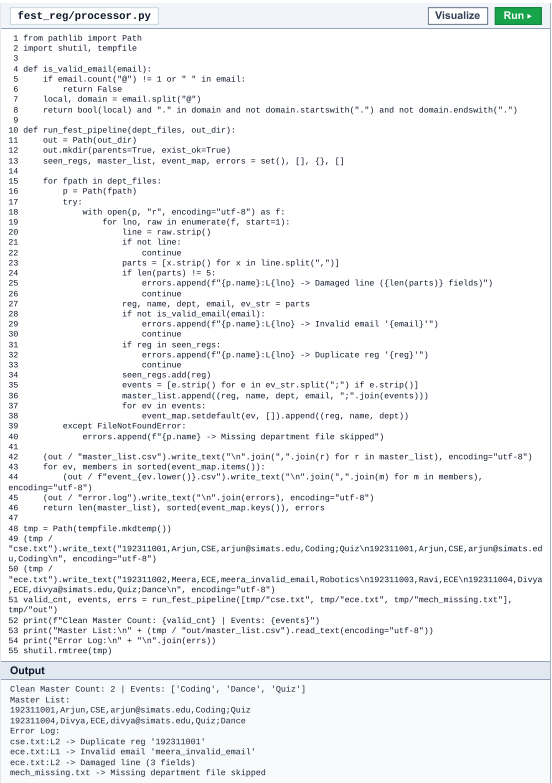 fest_reg/processor.py
Visualize
Run ▸
1 from pathlib import Path
2 import shutil, tempfile
3
4 def is_valid_email(email):
5     if email.count("@") != 1 or " " in email:
6         return False
7     local, domain = email.split("@")
8     return bool(local) and "." in domain and not domain.startswith(".") and not domain.endswith(".")
9
10 def run_fest_pipeline(dept_files, out_dir):
11     out = Path(out_dir)
12     out.mkdir(parents=True, exist_ok=True)
13     seen_regs, master_list, event_map, errors = set(), [], {}, []
14
15     for fpath in dept_files:
16         p = Path(fpath)
17         try:
18             with open(p, "r", encoding="utf-8") as f:
19                 for lno, raw in enumerate(f, start=1):
20                     line = raw.strip()
21                     if not line:
22                         continue
23                     parts = [x.strip() for x in line.split(",")]
24                     if len(parts) != 5:
25                         errors.append(f"{p.name}:L{lno} -> Damaged line ({len(parts)} fields)")
26                         continue
27                     reg, name, dept, email, ev_str = parts
28                     if not is_valid_email(email):
29                         errors.append(f"{p.name}:L{lno} -> Invalid email '{email}'")
30                         continue
31                     if reg in seen_regs:
32                         errors.append(f"{p.name}:L{lno} -> Duplicate reg '{reg}'")
33                         continue
34                     seen_regs.add(reg)
35                     events = [e.strip() for e in ev_str.split(";") if e.strip()]
36                     master_list.append((reg, name, dept, email, ";".join(events)))
37                     for ev in events:
38                         event_map.setdefault(ev, []).append((reg, name, dept))
39         except FileNotFoundError:
40             errors.append(f"{p.name} -> Missing department file skipped")
41
42     (out / "master_list.csv").write_text("\n".join(",".join(r) for r in master_list), encoding="utf-8")
43     for ev, members in sorted(event_map.items()):
44         (out / f"event_{ev.lower()}.csv").write_text("\n".join(",".join(m) for m in members),
encoding="utf-8")
45     (out / "error.log").write_text("\n".join(errors), encoding="utf-8")
46     return len(master_list), sorted(event_map.keys()), errors
47
48 tmp = Path(tempfile.mkdtemp())
49 (tmp /
"cse.txt").write_text("192311001,Arjun,CSE,arjun@simats.edu,Coding;Quiz\n192311001,Arjun,CSE,arjun@simats.ed
u,Coding\n", encoding="utf-8")
50 (tmp /
"ece.txt").write_text("192311002,Meera,ECE,meera_invalid_email,Robotics\n192311003,Ravi,ECE\n192311004,Divya
,ECE,divya@simats.edu,Quiz;Dance\n", encoding="utf-8")
51 valid_cnt, events, errs = run_fest_pipeline([tmp/"cse.txt", tmp/"ece.txt", tmp/"mech_missing.txt"],
tmp/"out")
52 print(f"Clean Master Count: {valid_cnt} | Events: {events}")
53 print("Master List:\n" + (tmp / "out/master_list.csv").read_text(encoding="utf-8"))
54 print("Error Log:\n" + "\n".join(errs))
55 shutil.rmtree(tmp)
Output
Clean Master Count: 2 | Events: ['Coding', 'Dance', 'Quiz']
Master List:
192311001,Arjun,CSE,arjun@simats.edu,Coding;Quiz
192311004,Divya,ECE,divya@simats.edu,Quiz;Dance
Error Log:
cse.txt:L2 -> Duplicate reg '192311001'
ece.txt:L1 -> Invalid email 'meera_invalid_email'
ece.txt:L2 -> Damaged line (3 fields)
mech_missing.txt -> Missing department file skipped